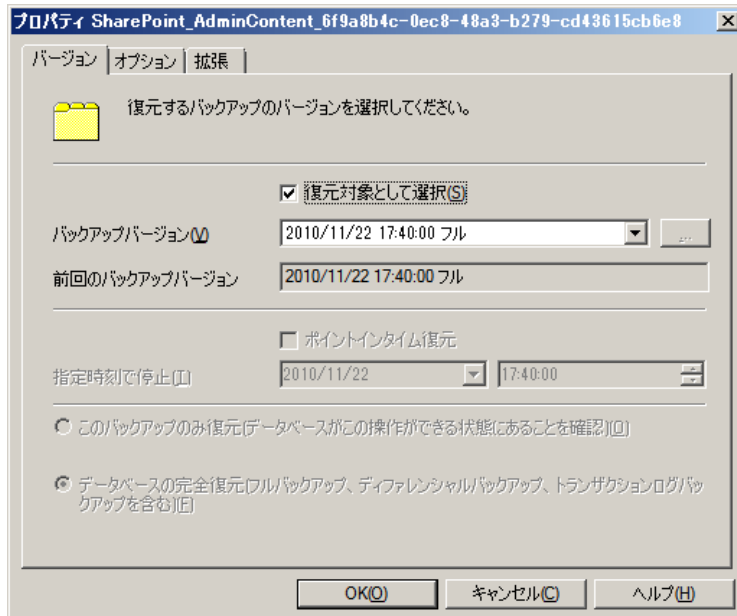 プロパティ SharePoint_AdminContent_6f9a8b4c-0ec8-48a3-b279-cd43615cb6e8
バージョン オプション 拡張
復元するバックアップのバージョンを選択してください。
復元対象として選択(S)
バックアップバージョン(V) 2010/11/22 17:40:00 フル ...
前回のバックアップバージョン 2010/11/22 17:40:00 フル
ポイントインタイム復元
指定時刻で停止(I) 2010/11/22 17:40:00
このバックアップのみ復元(データベースがこの操作ができる状態にあることを確認)(O)
データベースの完全復元(フルバックアップ、ディファレンシャルバックアップ、トランザクションログバッ
クアップを含む)(F)
OK(O) キャンセル(C) ヘルプ(H)